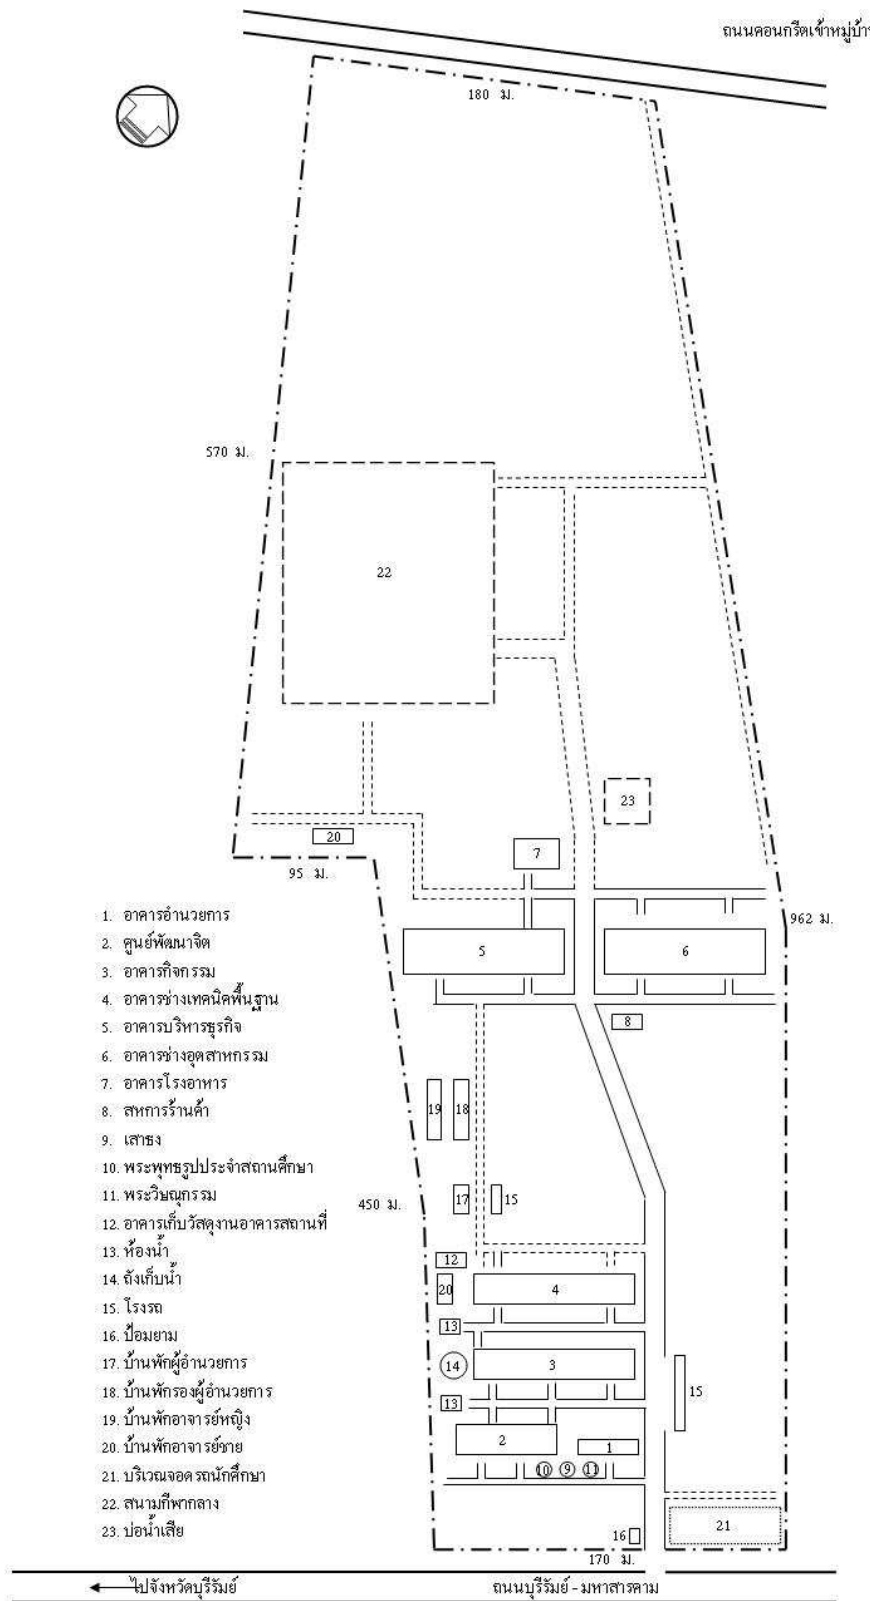 ถนนคอนกรีตเข้าหมู่บ้าน
180 ม.
570 ม.
22
23
20
7
95 ม.
962 ม.
5
6
8
19
18
17
15
450 ม.
12
20
4
13
14
3
15
13
2
1
10
9
11
16
21
170 ม.
1. อาคารอำนวยการ
2. ศูนย์พัฒนาจิต
3. อาคารกิจกรรม
4. อาคารช่างเทคนิคพื้นฐาน
5. อาคารบริหารธุรกิจ
6. อาคารช่างอุตสาหกรรม
7. อาคารโรงอาหาร
8. สหการร้านค้า
9. เสาธง
10. พระพุทธรูปประจำสถานศึกษา
11. พระวิษณุกรรม
12. อาคารเก็บวัสดุงานอาคารสถานที่
13. ห้องน้ำ
14. ถังเก็บน้ำ
15. โรงรถ
16. ป้อมยาม
17. บ้านพักผู้อำนวยการ
18. บ้านพักรองผู้อำนวยการ
19. บ้านพักอาจารย์หญิง
20. บ้านพักอาจารย์ชาย
21. บริเวณจอดรถนักศึกษา
22. สนามกีฬากลาง
23. บ่อน้ำเสีย
ไปจังหวัดบุรีรัมย์
ถนนบุรีรัมย์ - มหาสารคาม